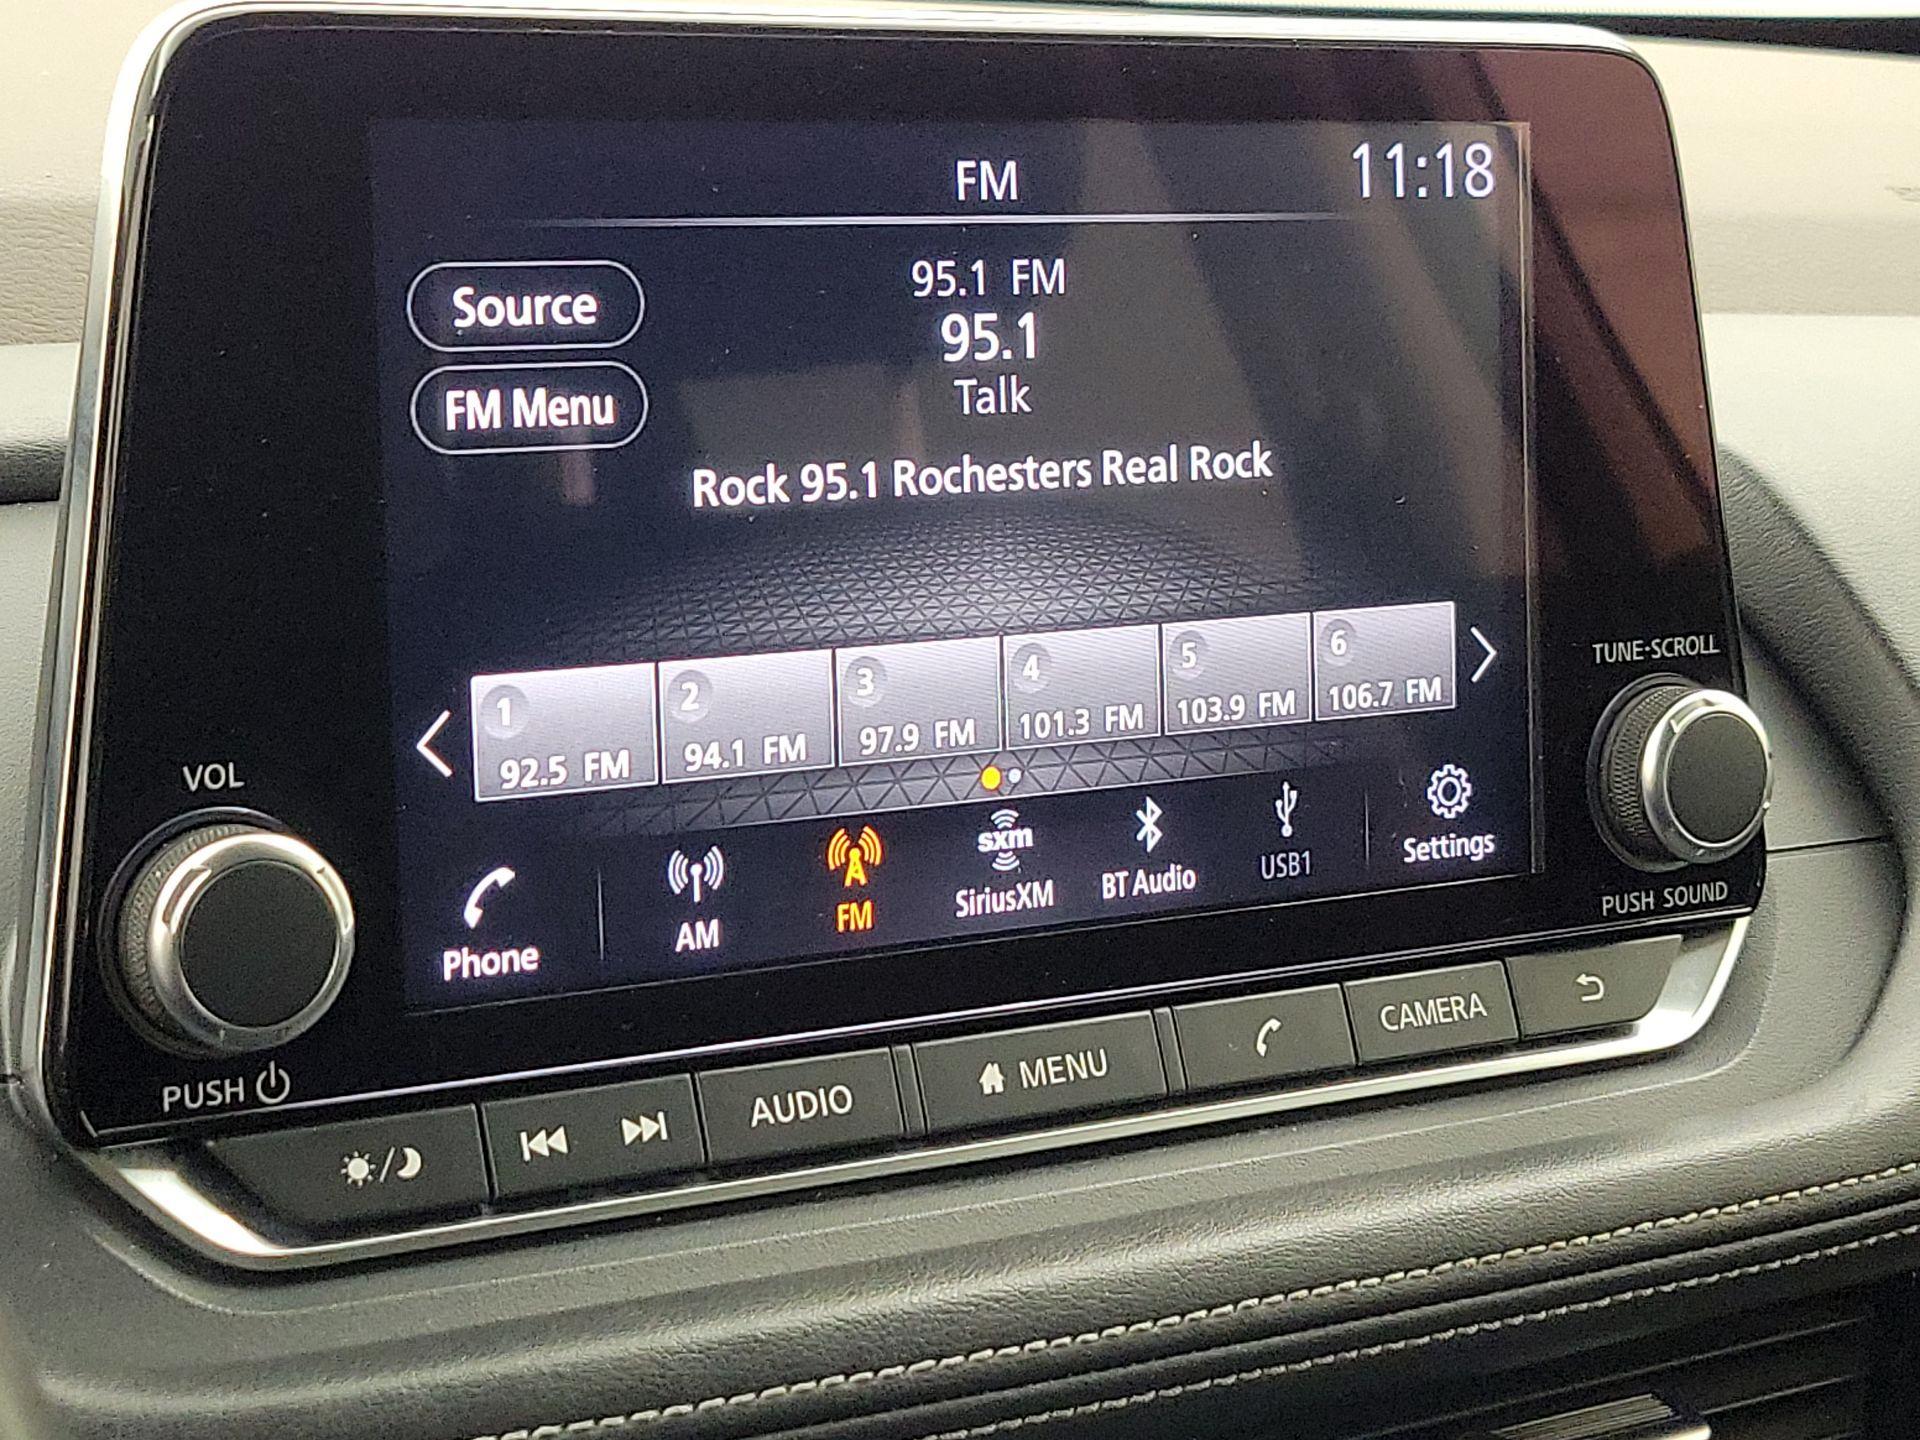 FM
11:18
Source
FM Menu
95.1 FM
95.1
Talk
Rock 95.1 Rochesters Real Rock
1
92.5 FM
2
94.1 FM
3
97.9 FM
4
101.3 FM
5
103.9 FM
6
106.7 FM
Phone
AM
FM
sxm
SiriusXM
BT Audio
USB1
Settings
VOL
PUSH
TUNE·SCROLL
PUSH SOUND
AUDIO
MENU
CAMERA